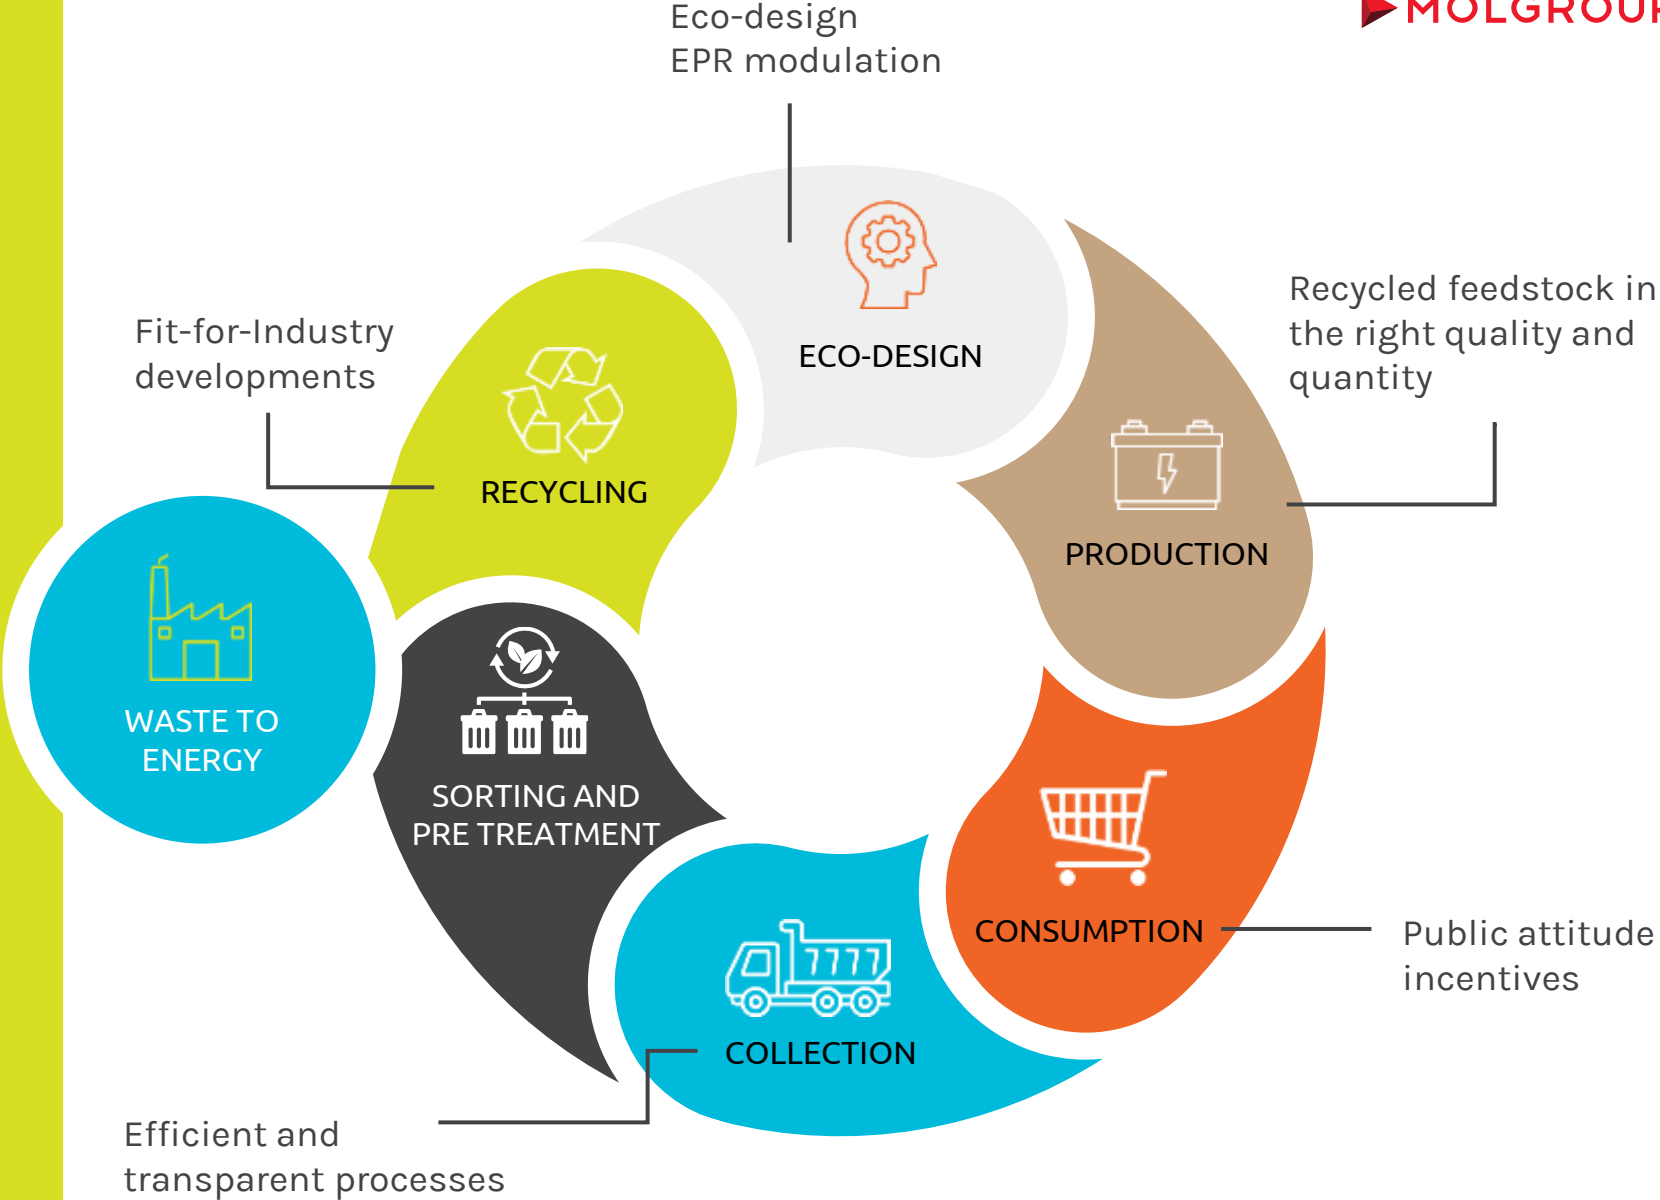 Eco-design
EPR modulation
MOLGROUP
ECO-DESIGN
Recycled feedstock in
the right quality and
quantity
Fit-for-Industry
developments
RECYCLING
PRODUCTION
WASTE TO
ENERGY
SORTING AND
PRE TREATMENT
CONSUMPTION
Public attitude
incentives
COLLECTION
Efficient and
transparent processes